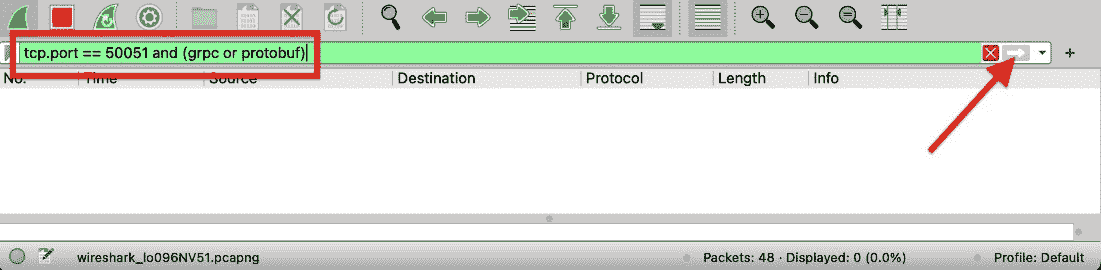 tcp.port == 50051 and (grpc or protobuf)
No. Time Source Destination Protocol Length Info
wireshark_lo096NV51.pcapng Packets: 48 · Displayed: 0 (0.0%) Profile: Default